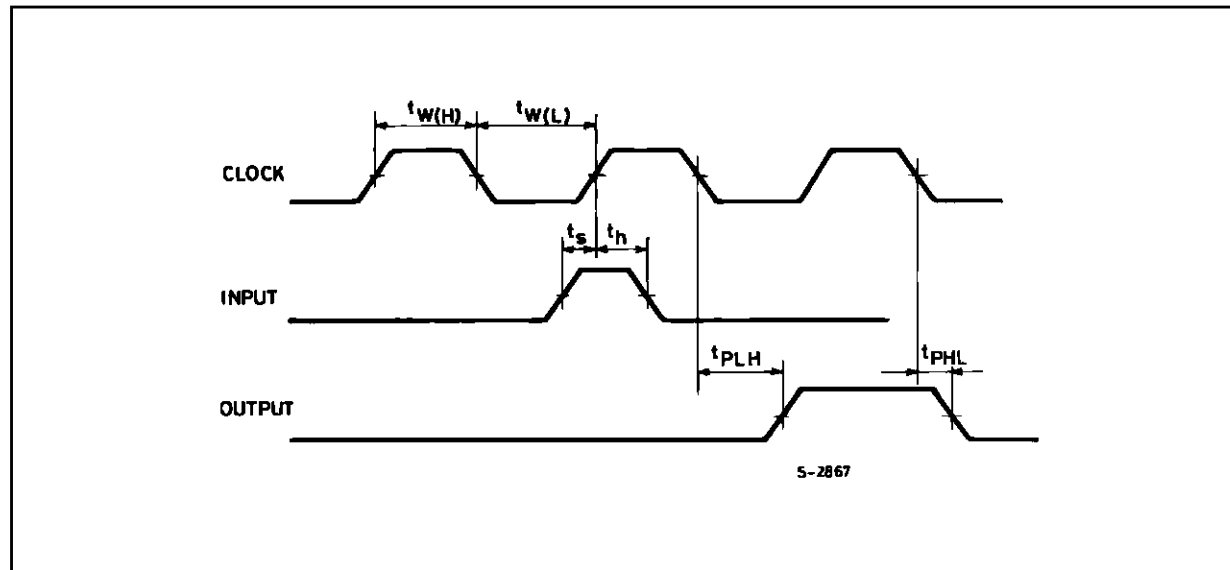 tW(H) tW(L)
CLOCK
ts th
INPUT
tPLH tPHL
OUTPUT
5-2867